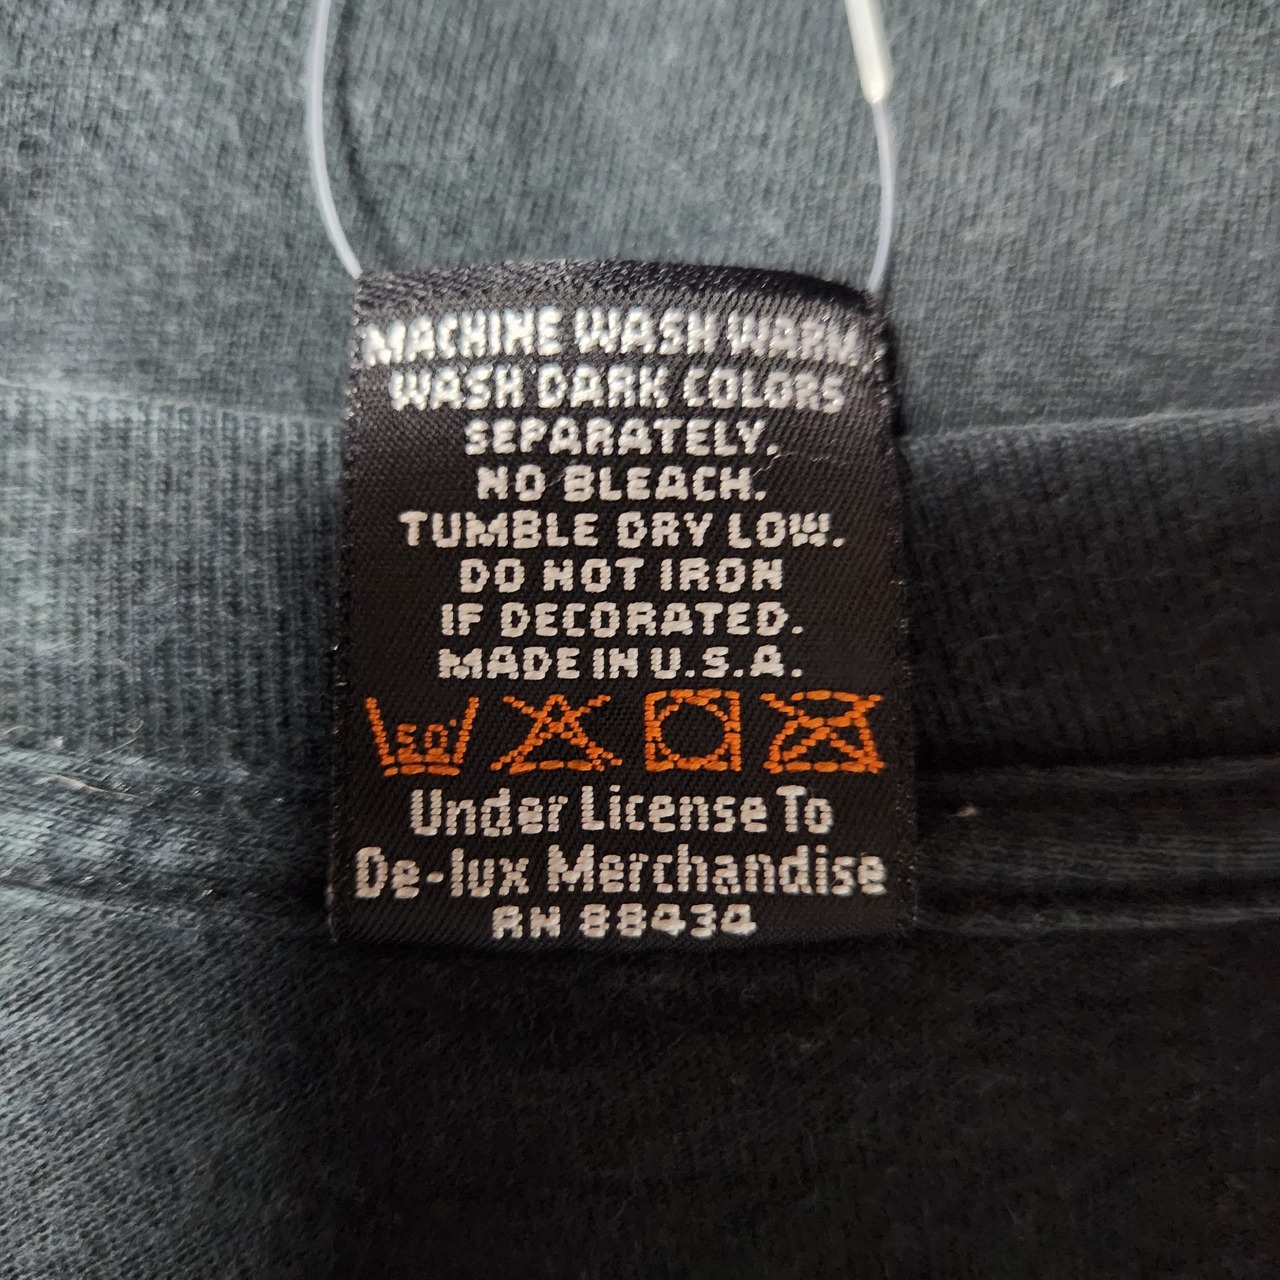 MACHINE WASH WARM,
WASH DARK COLORS
SEPARATELY.
NO BLEACH.
TUMBLE DRY LOW.
DO NOT IRON
IF DECORATED.
MADE IN U.S.A.
50°
Under License To
De-lux Merchandise
RN 88434